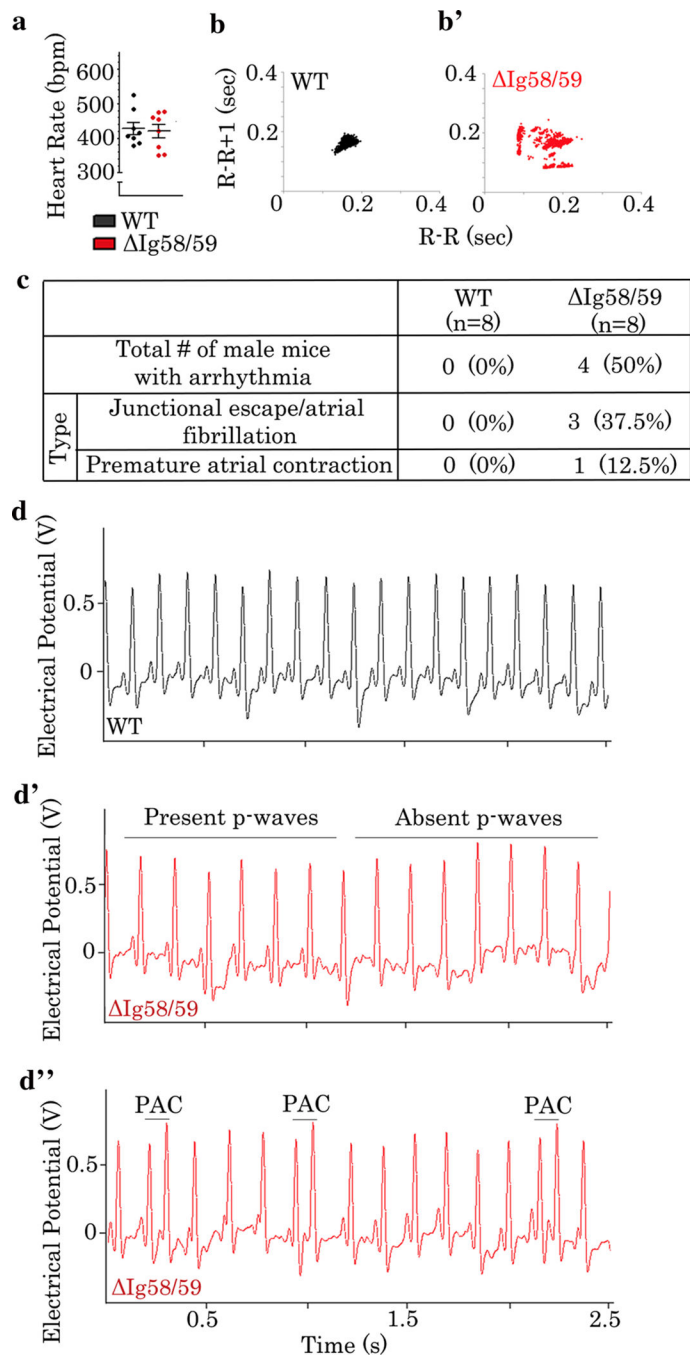 a
b
b’
Heart Rate (bpm)
600
500
400
300
WT
ΔIg58/59
R-R+1 (sec)
0.4
WT
0.2
0
0.2
0.4
0.4
ΔIg58/59
0.2
0
0.2
0.4
R-R (sec)
c
WT (n=8)
ΔIg58/59 (n=8)
Total # of male mice with arrhythmia
0 (0%)
4 (50%)
Type
Junctional escape/atrial fibrillation
0 (0%)
3 (37.5%)
Premature atrial contraction
0 (0%)
1 (12.5%)
d
Electrical Potential (V)
0.5
0
WT
d’
Electrical Potential (V)
Present p-waves
Absent p-waves
0.5
0
ΔIg58/59
d’’
Electrical Potential (V)
PAC
PAC
PAC
0.5
0
ΔIg58/59
0.5
1.0
1.5
2.0
2.5
Time (s)